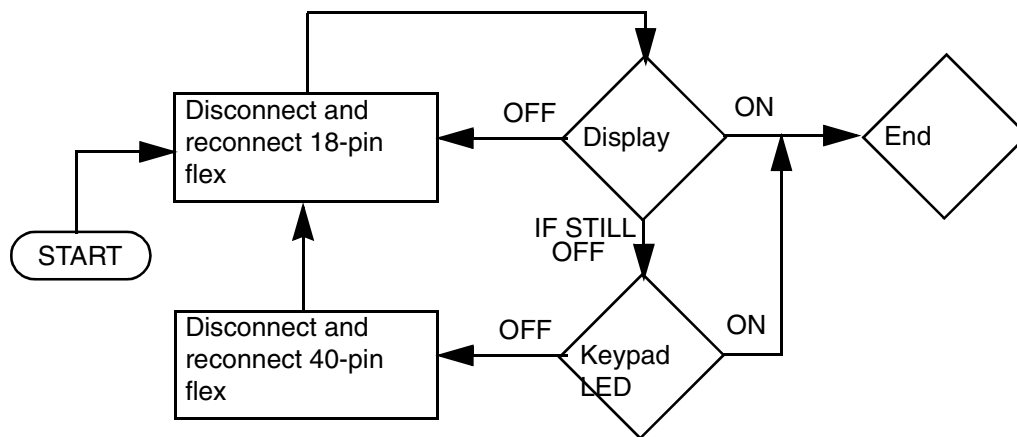 Disconnect and
reconnect 18-pin
flex
OFF
Display
ON
End
START
IF STILL
OFF
Disconnect and
reconnect 40-pin
flex
OFF
Keypad
LED
ON